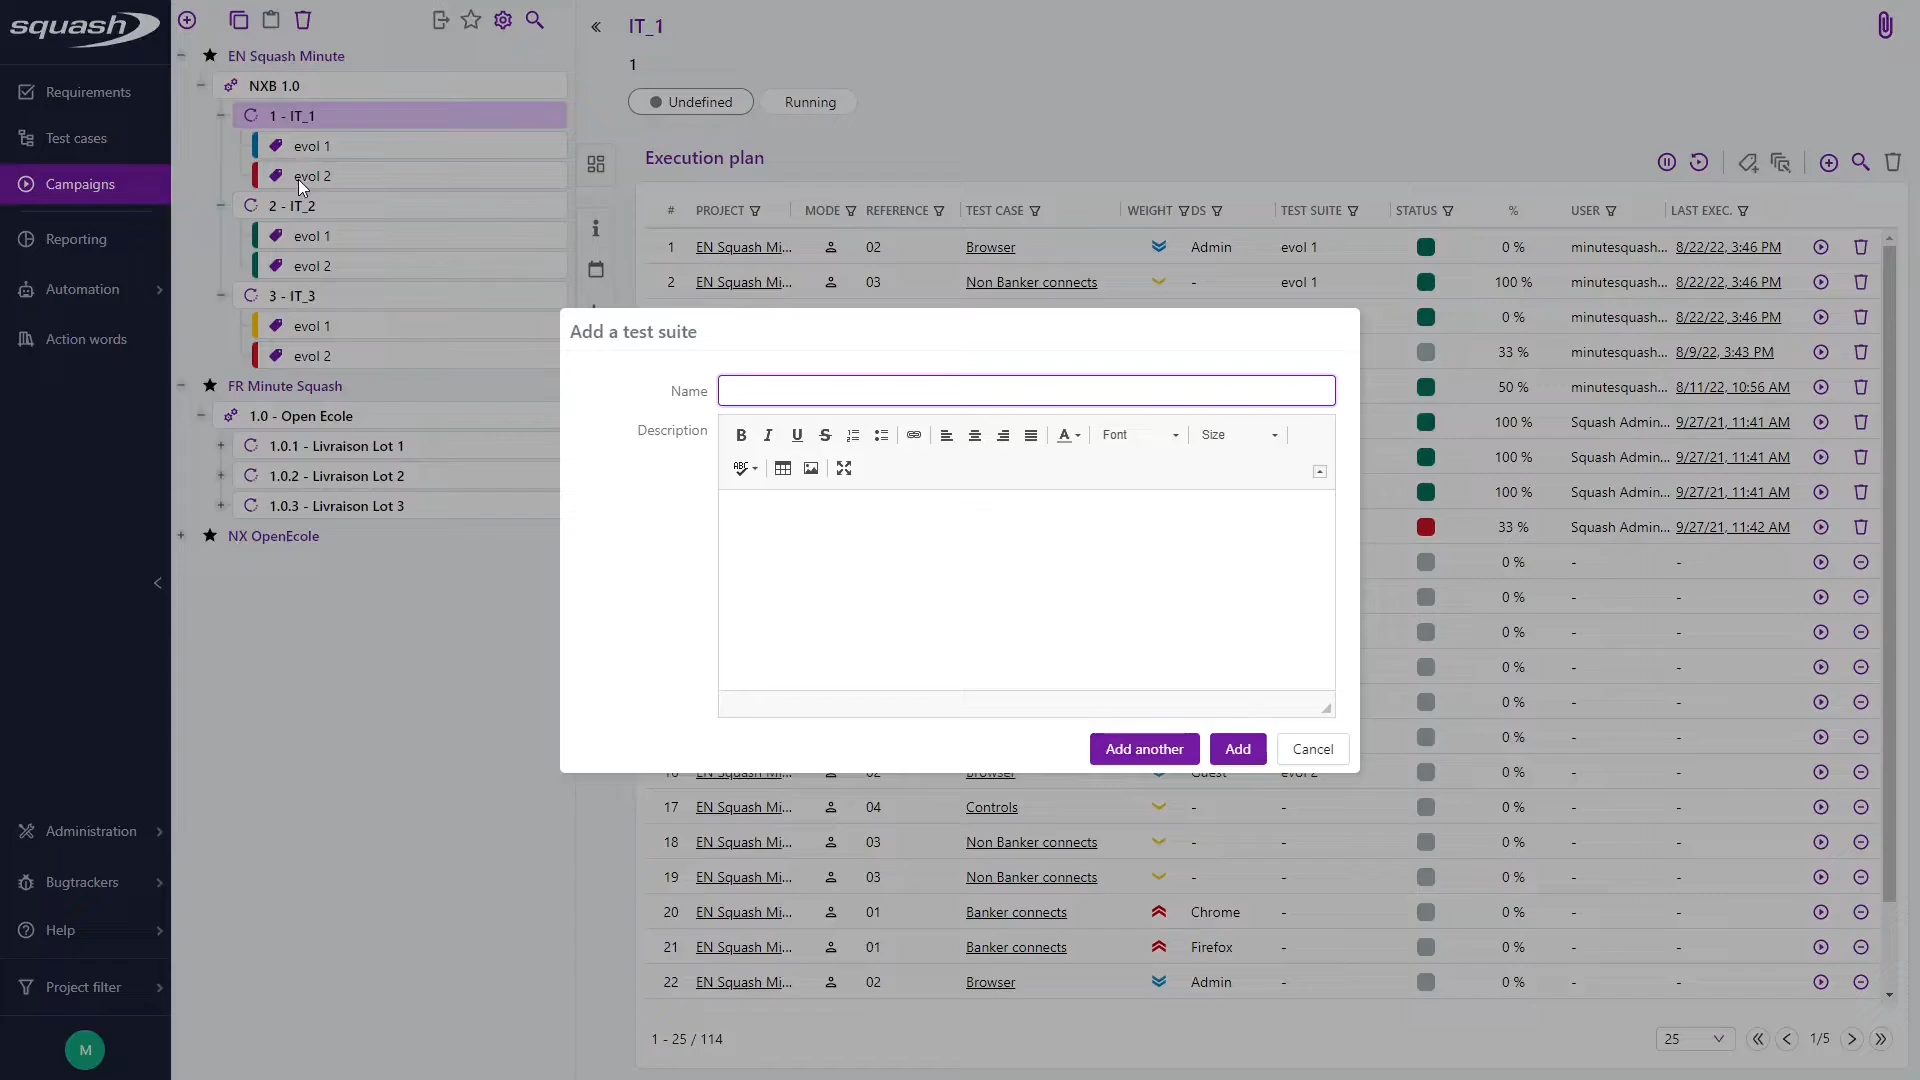 squash
Requirements
Test cases
Campaigns
Reporting
Automation
Action words
Administration
Bugtrackers
Help
Project filter
M
EN Squash Minute
NXB 1.0
1 - IT_1
evol 1
evol 2
2 - IT_2
evol 1
evol 2
3 - IT_3
evol 1
evol 2
FR Minute Squash
1.0 - Open Ecole
1.0.1 - Livraison Lot 1
1.0.2 - Livraison Lot 2
1.0.3 - Livraison Lot 3
NX OpenEcole
IT_1
1
Undefined Running
Execution plan
# PROJECT MODE REFERENCE TEST CASE WEIGHT DS TEST SUITE STATUS % USER LAST EXEC.
1 EN Squash Mi... 02 Browser Admin evol 1 0 % minutesquash... 8/22/22, 3:46 PM
2 EN Squash Mi... 03 Non Banker connects - evol 1 100 % minutesquash... 8/22/22, 3:46 PM
0 % minutesquash... 8/22/22, 3:46 PM
33 % minutesquash... 8/9/22, 3:43 PM
50 % minutesquash... 8/11/22, 10:56 AM
100 % Squash Admin... 9/27/21, 11:41 AM
100 % Squash Admin... 9/27/21, 11:41 AM
100 % Squash Admin... 9/27/21, 11:41 AM
33 % Squash Admin... 9/27/21, 11:42 AM
0 % - -
0 % - -
0 % - -
0 % - -
0 % - -
0 % - -
16 EN Squash Mi... 02 Browser Guest evol 2 0 % - -
17 EN Squash Mi... 04 Controls - - 0 % - -
18 EN Squash Mi... 03 Non Banker connects - - 0 % - -
19 EN Squash Mi... 03 Non Banker connects - - 0 % - -
20 EN Squash Mi... 01 Banker connects Chrome - 0 % - -
21 EN Squash Mi... 01 Banker connects Firefox - 0 % - -
22 EN Squash Mi... 02 Browser Admin - 0 % - -
1 - 25 / 114
25
1/5
Add a test suite
Name
Description
B I U S A Font Size
ABC
Add another Add Cancel